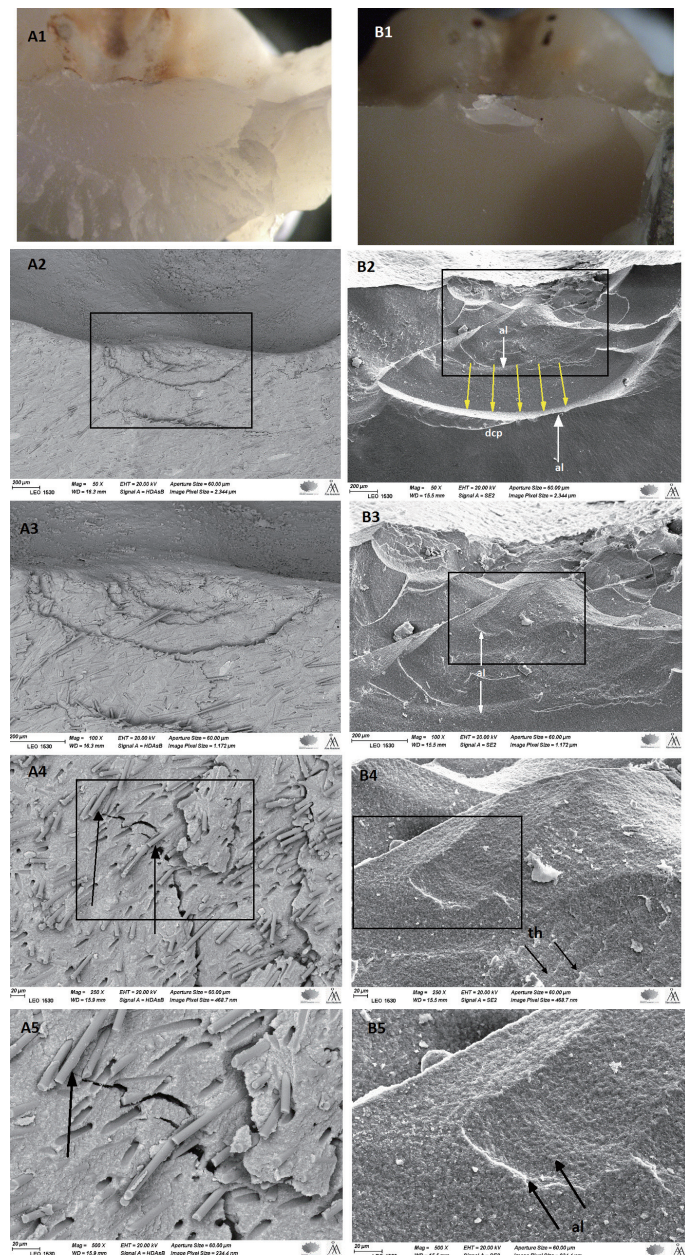 A1
B1
A2
200 µm
LEO 1530
Mag = 50 X
EHT = 20.00 kV
Aperture Size = 60.00 µm
WD = 16.3 mm
Signal A = HDAsB
Image Pixel Size = 2.344 µm
B2
al
dcp
al
200 µm
LEO 1530
Mag = 50 X
EHT = 20.00 kV
Aperture Size = 60.00 µm
WD = 15.5 mm
Signal A = SE2
Image Pixel Size = 2.344 µm
A3
200 µm
LEO 1530
Mag = 100 X
EHT = 20.00 kV
Aperture Size = 60.00 µm
WD = 16.3 mm
Signal A = HDAsB
Image Pixel Size = 1.172 µm
B3
al
200 µm
LEO 1530
Mag = 100 X
EHT = 20.00 kV
Aperture Size = 60.00 µm
WD = 15.5 mm
Signal A = SE2
Image Pixel Size = 1.172 µm
A4
20 µm
LEO 1530
Mag = 250 X
EHT = 20.00 kV
Aperture Size = 60.00 µm
WD = 15.9 mm
Signal A = HDAsB
Image Pixel Size = 468.7 nm
B4
th
20 µm
LEO 1530
Mag = 250 X
EHT = 20.00 kV
Aperture Size = 60.00 µm
WD = 15.5 mm
Signal A = SE2
Image Pixel Size = 468.7 nm
A5
20 µm
LEO 1530
Mag = 500 X
EHT = 20.00 kV
Aperture Size = 60.00 µm
WD = 15.9 mm
Signal A = HDAsB
Image Pixel Size = 234.4 nm
B5
al
20 µm
Mag = 500 X
EHT = 20.00 kV
Aperture Size = 60.00 µm